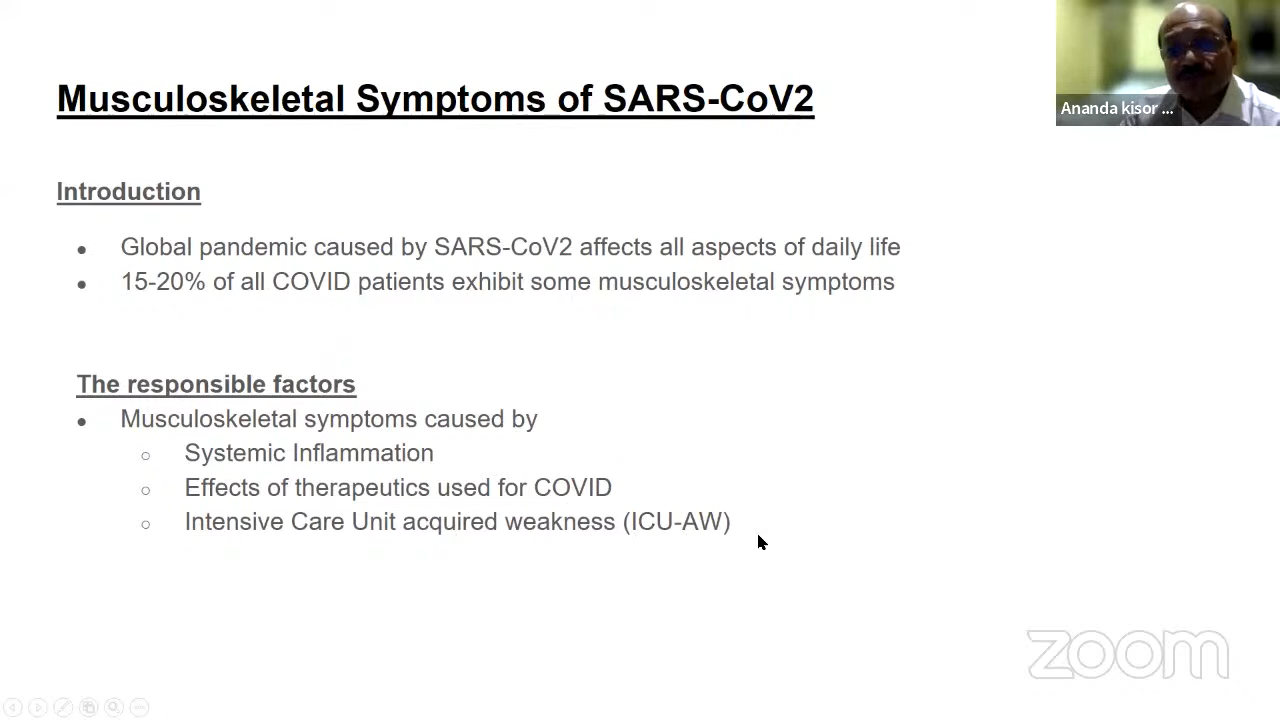 Musculoskeletal Symptoms of SARS-CoV2
Ananda kisor ...
Introduction
Global pandemic caused by SARS-CoV2 affects all aspects of daily life
15-20% of all COVID patients exhibit some musculoskeletal symptoms
The responsible factors
Musculoskeletal symptoms caused by
Systemic Inflammation
Effects of therapeutics used for COVID
Intensive Care Unit acquired weakness (ICU-AW)
zoom